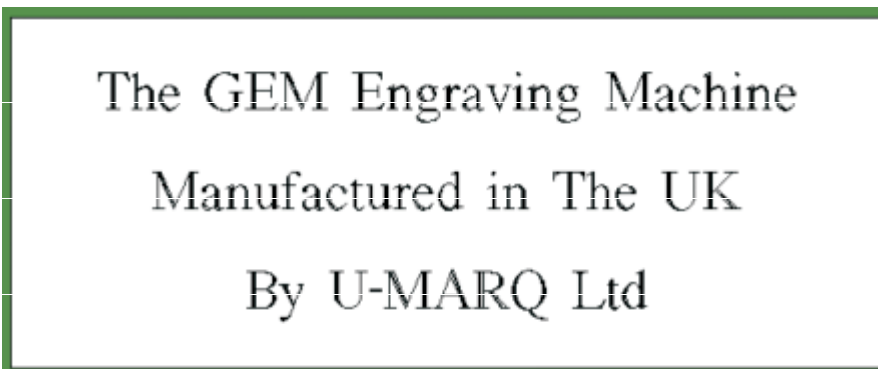 The GEM Engraving Machine
Manufactured in The UK
By U-MARQ Ltd